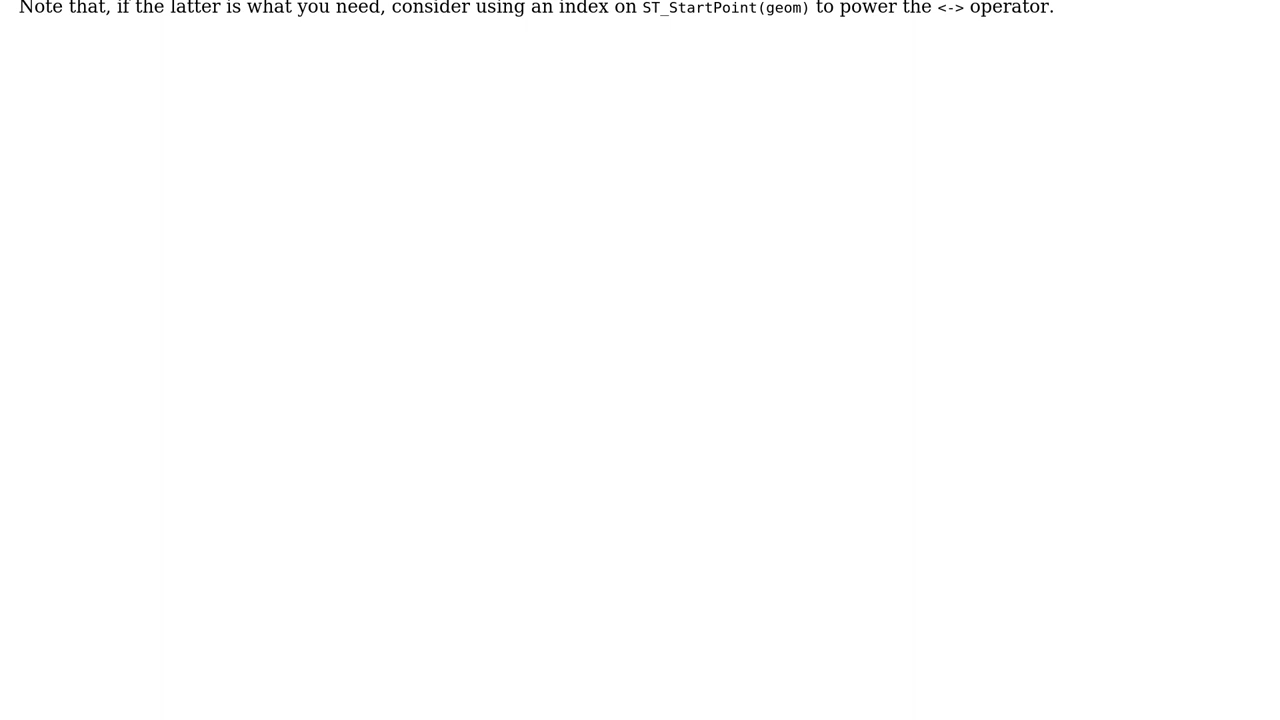 Note that, if the latter is what you need, consider using an index on ST_StartPoint(geom) to power the <-> operator.